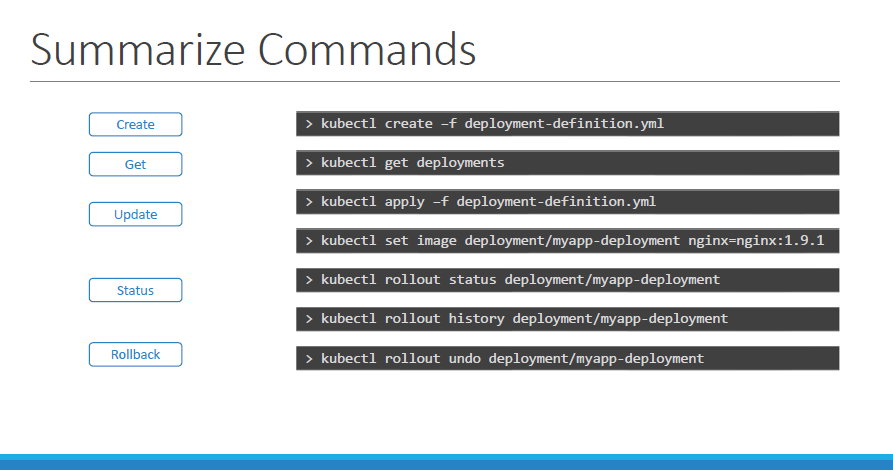 Summarize Commands
Create
> kubectl create –f deployment-definition.yml
Get
> kubectl get deployments
Update
> kubectl apply –f deployment-definition.yml
> kubectl set image deployment/myapp-deployment nginx=nginx:1.9.1
Status
> kubectl rollout status deployment/myapp-deployment
> kubectl rollout history deployment/myapp-deployment
Rollback
> kubectl rollout undo deployment/myapp-deployment